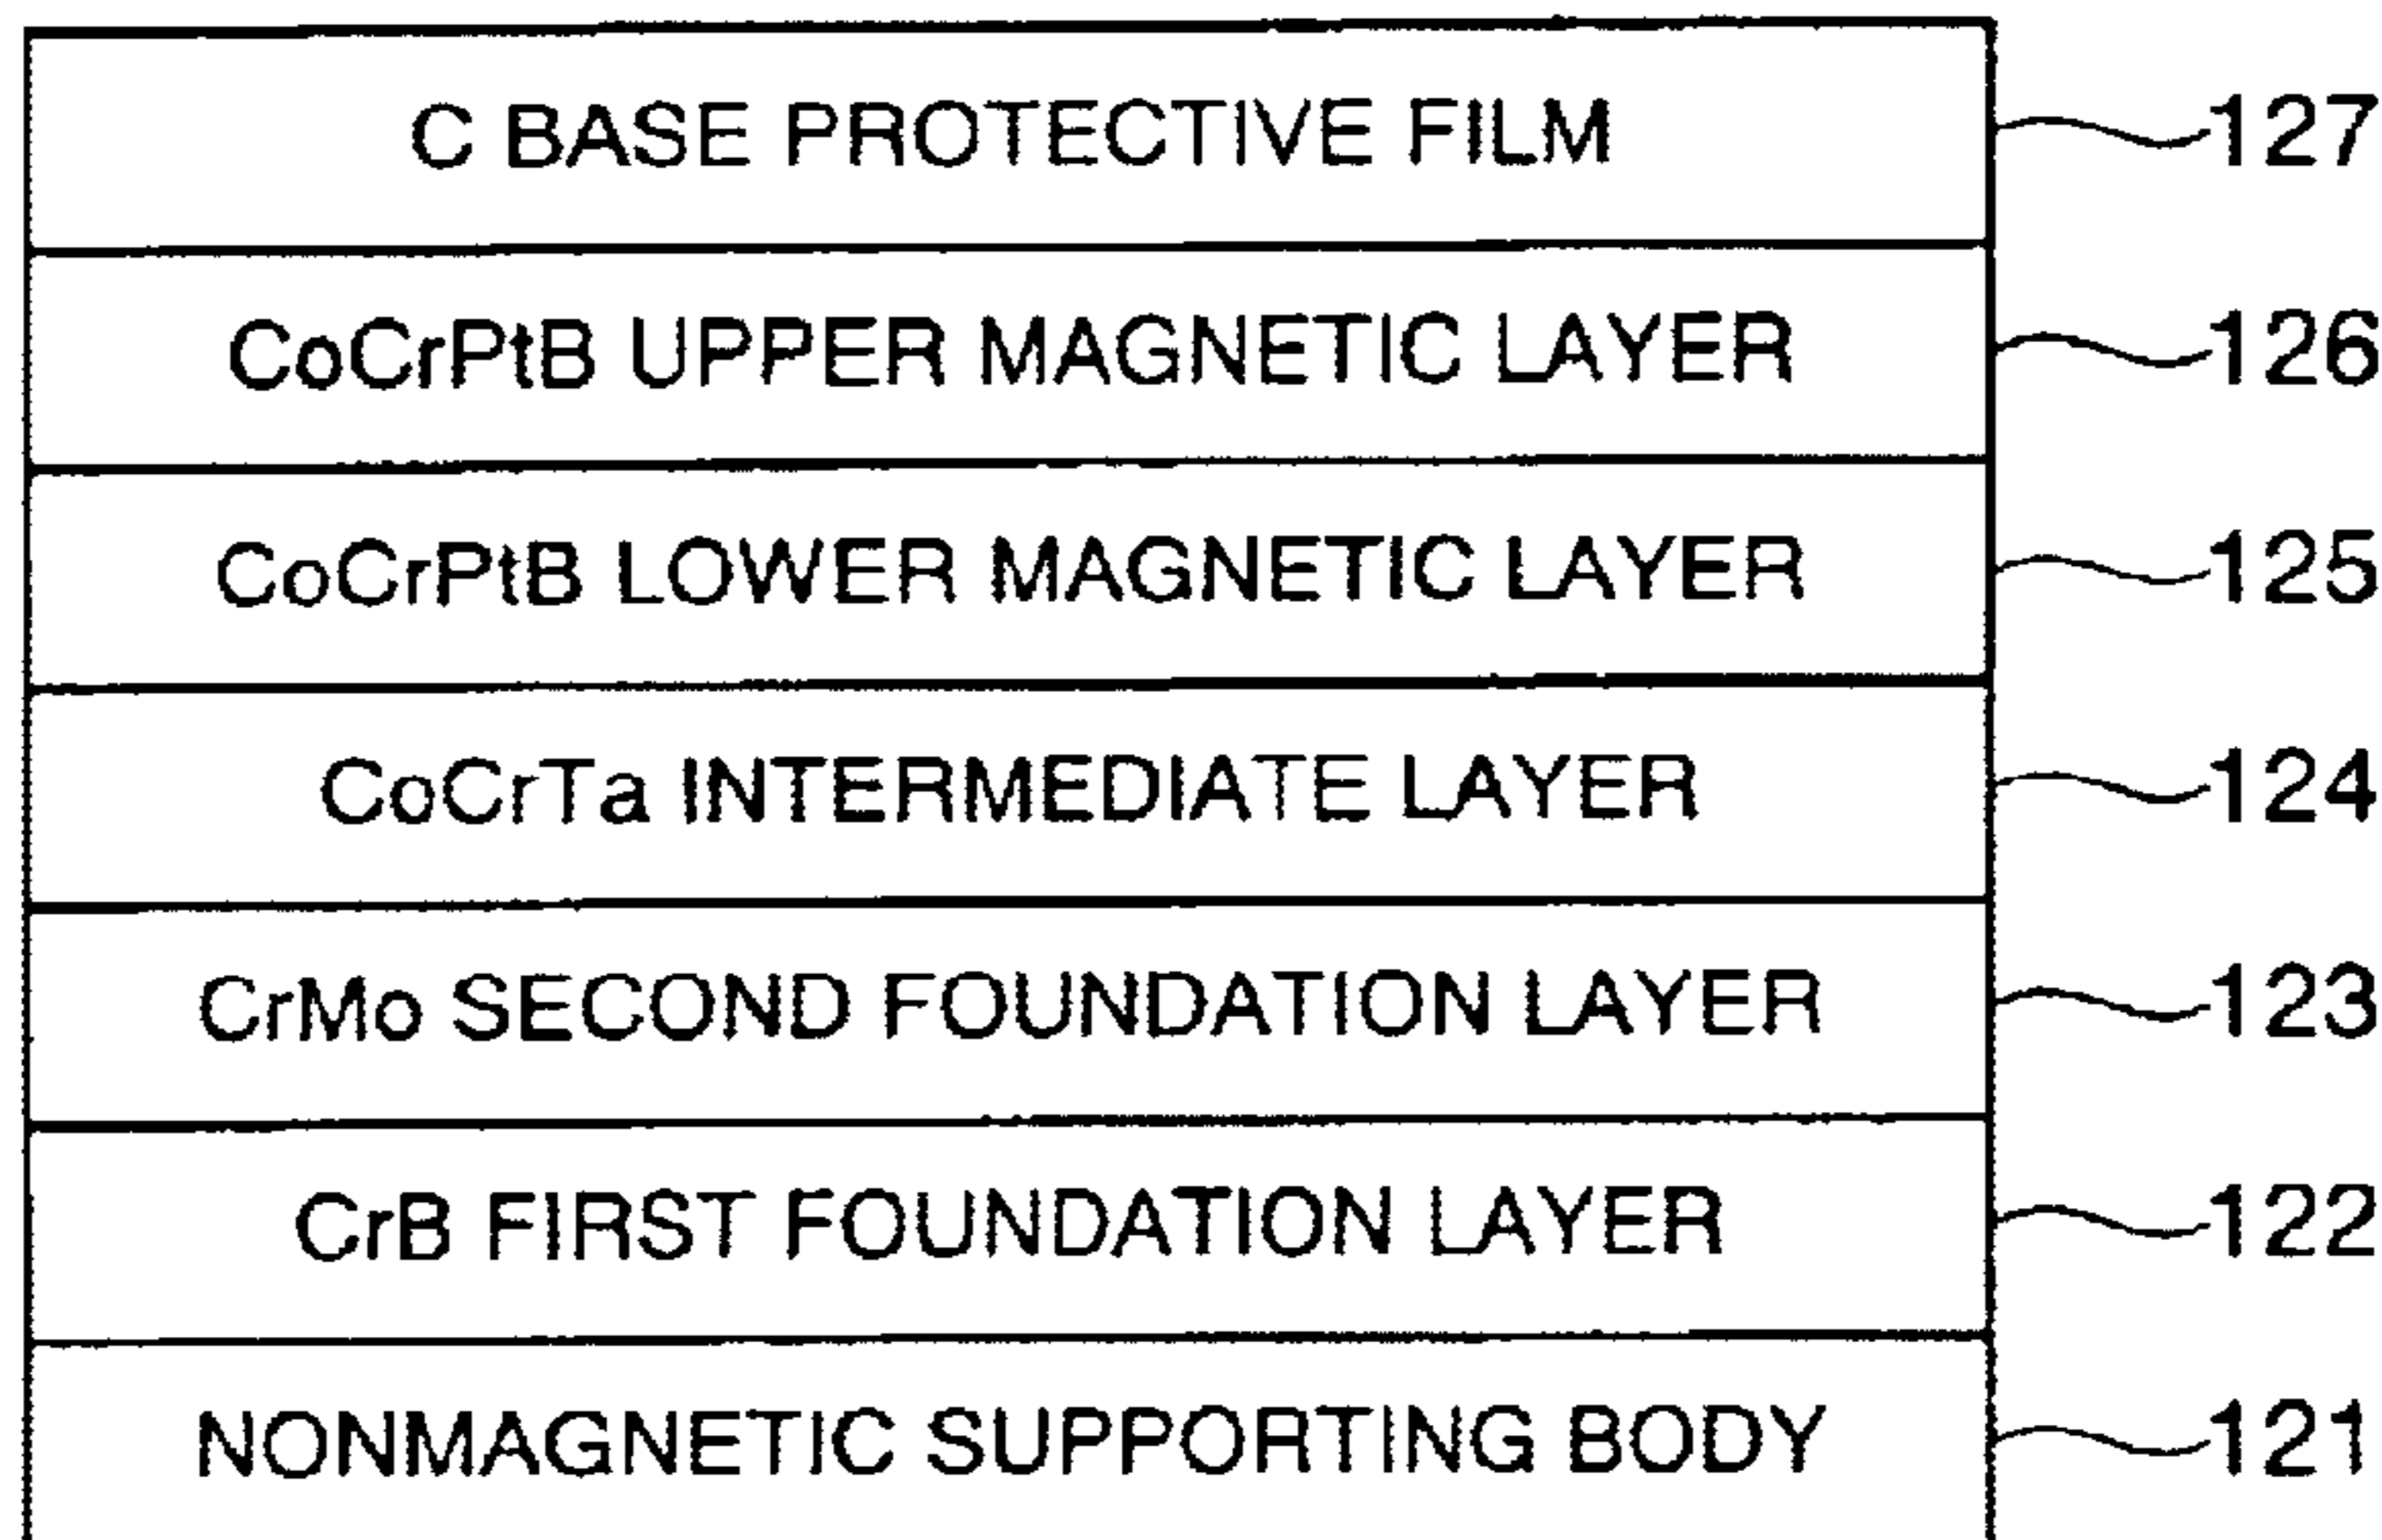 C BASE PROTECTIVE FILM 127
CoCrPtB UPPER MAGNETIC LAYER 126
CoCrPtB LOWER MAGNETIC LAYER 125
CoCrTa INTERMEDIATE LAYER 124
CrMo SECOND FOUNDATION LAYER 123
CrB FIRST FOUNDATION LAYER 122
NONMAGNETIC SUPPORTING BODY 121